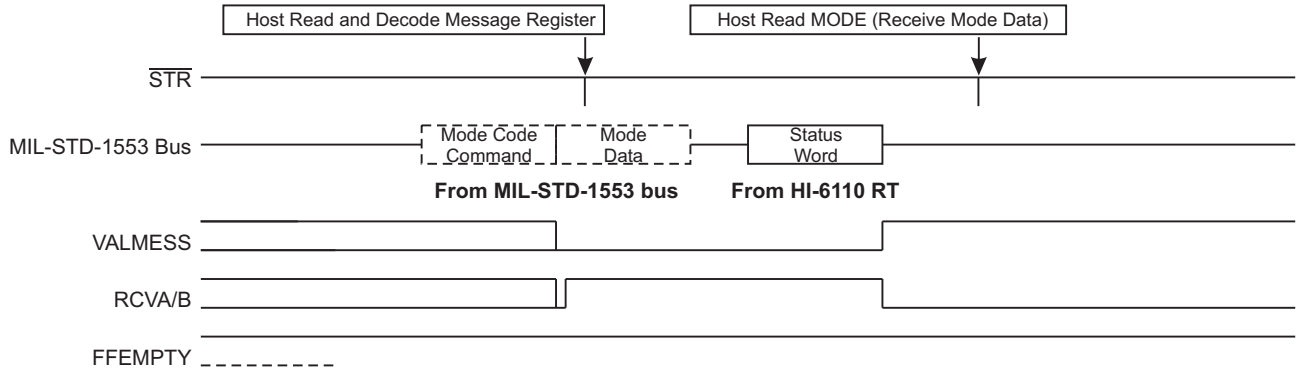 Host Read and Decode Message Register
Host Read MODE (Receive Mode Data)
STR
MIL-STD-1553 Bus
Mode Code
Command
Mode
Data
Status
Word
From MIL-STD-1553 bus
From HI-6110 RT
VALMESS
RCVA/B
FFEMPTY